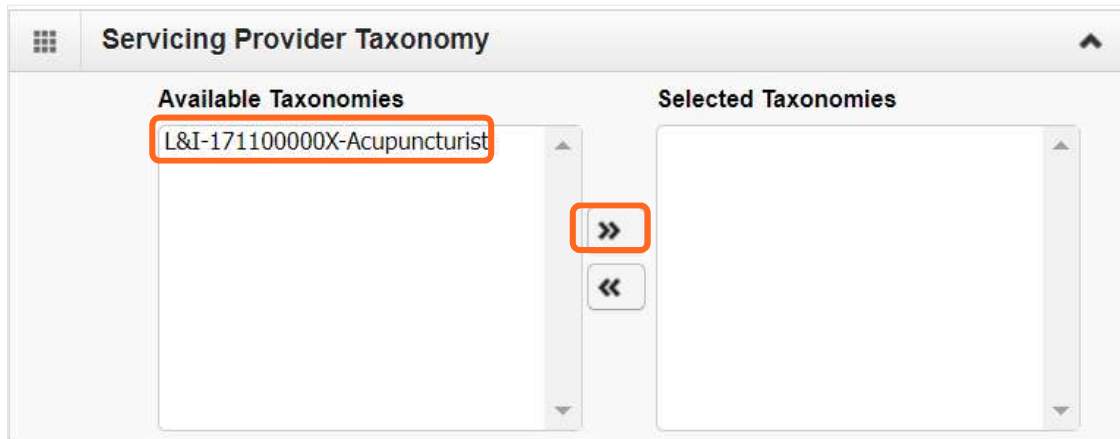 Servicing Provider Taxonomy
Available Taxonomies
Selected Taxonomies
L&I-171100000X-Acupuncturist
»
«